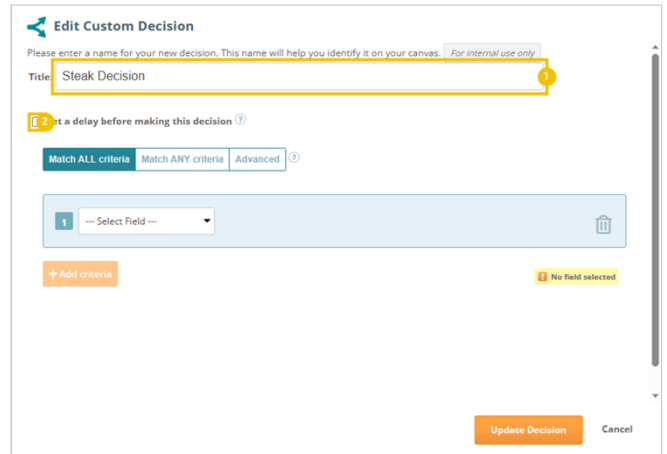 Edit Custom Decision
Please enter a name for your new decision. This name will help you identify it on your canvas. For internal use only
Title: Steak Decision 1
2 et a delay before making this decision ?
Match ALL criteria Match ANY criteria Advanced ?
1 --- Select Field ---
+ Add criteria
! No field selected
Update Decision Cancel